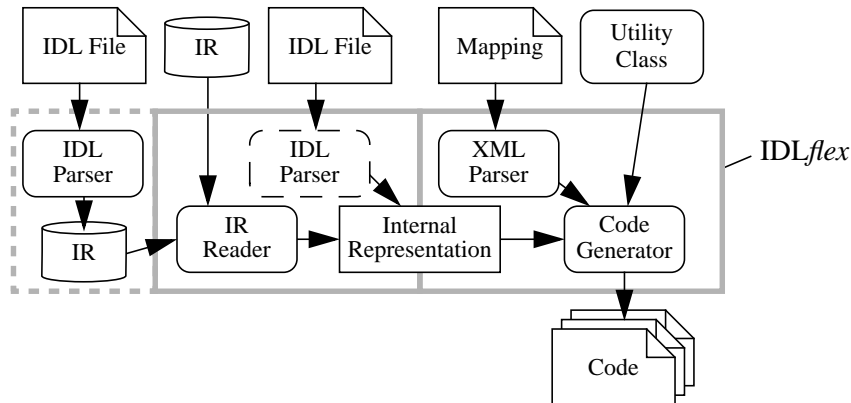 IDL File
IR
IDL File
Mapping
Utility
Class
IDL
Parser
IDL
Parser
XML
Parser
IDLflex
IR
IR
Reader
Internal
Representation
Code
Generator
Code